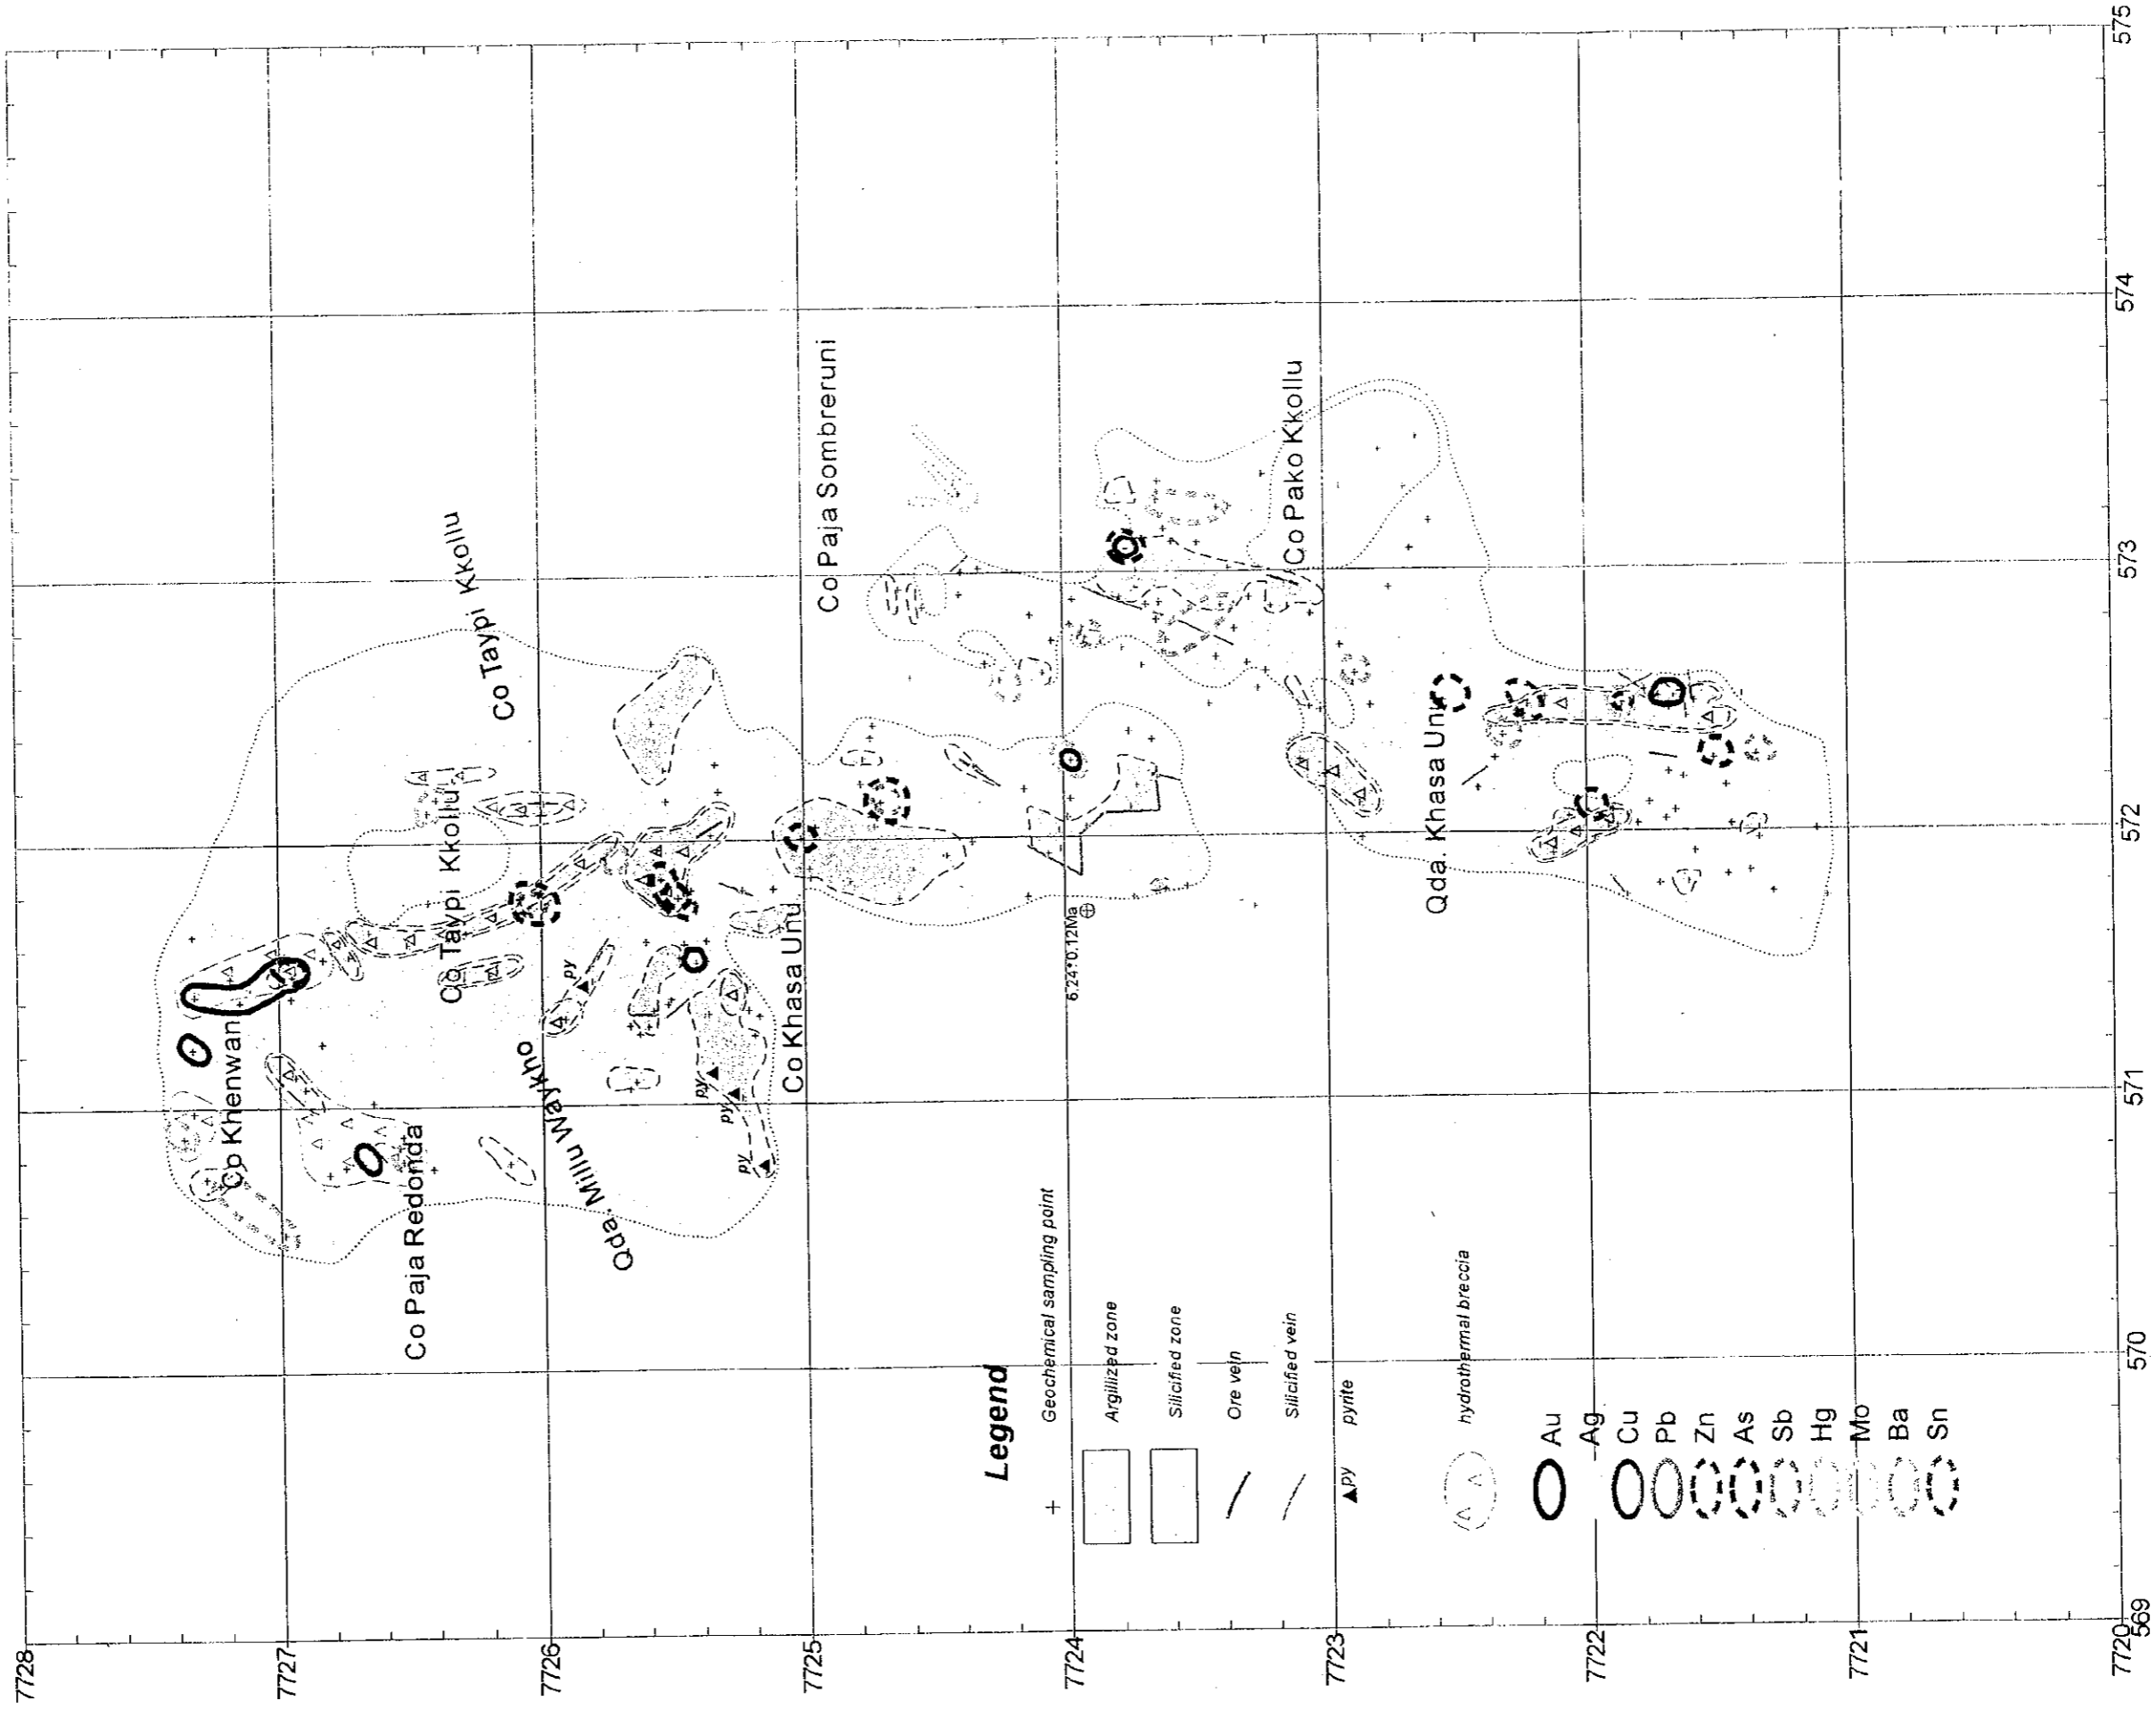 7728
7727
7726
7725
7724
7723
7722
7721
7720
569
570
571
572
573
574
575
Co Khenwan
Co Paja Redonda
Co Taypi Kkollu
Co Taypi Kkollu
Qda. Millu Waykho
Co Khasa Unu
Co Paja Sombreruni
Co Pako Kkollu
Qda. Khasa Unu
6.24±0.12Ma
py
py
py
py
Legend
Geochemical sampling point
Argillized zone
Silicified zone
Ore vein
Silicified vein
py pyrite
hydrothermal breccia
Au
Ag
Cu
Pb
Zn
As
Sb
Hg
Mo
Ba
Sn